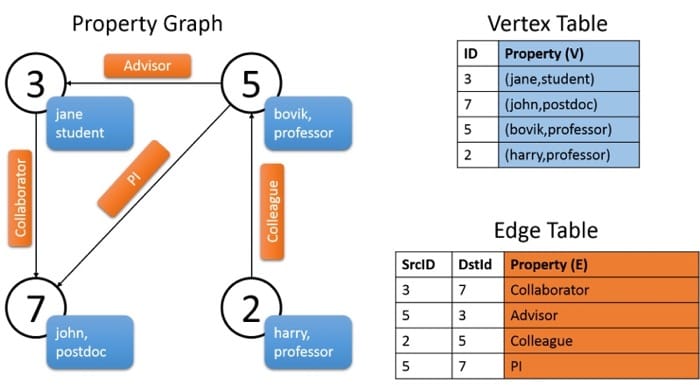 Property Graph
3
Advisor
5
jane
student
bovik,
professor
Collaborator
PI
Colleague
7
2
john,
postdoc
harry,
professor
Vertex Table
ID Property (V)
3 (jane,student)
7 (john,postdoc)
5 (bovik,professor)
2 (harry,professor)
Edge Table
SrcID DstId Property (E)
3 7 Collaborator
5 3 Advisor
2 5 Colleague
5 7 PI